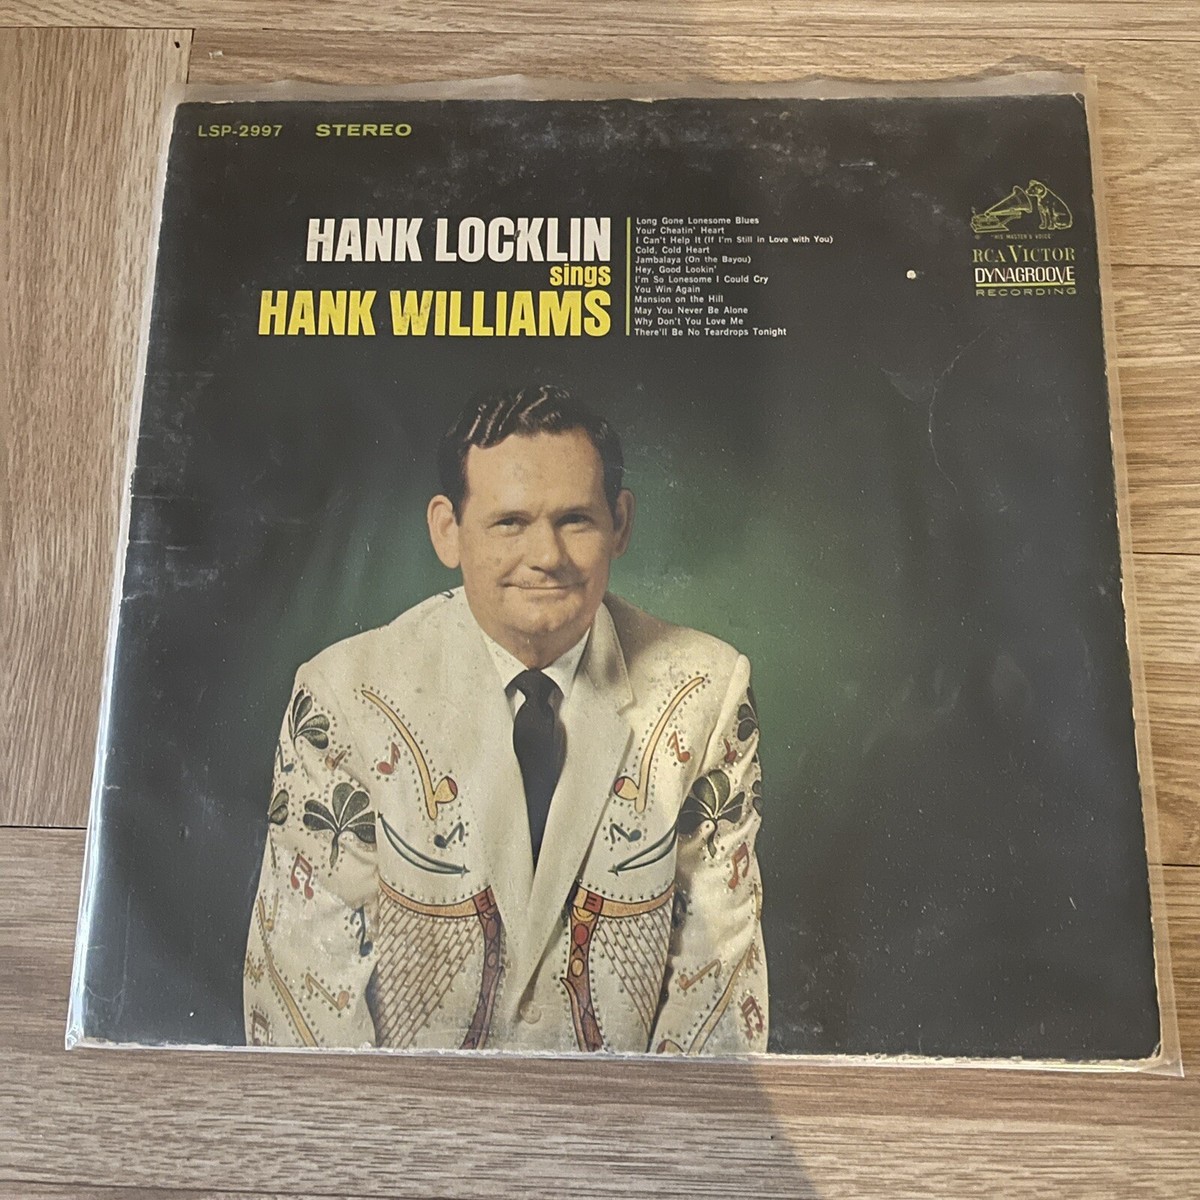 LSP-2997 STEREO
HANK LOCKLIN
sings
HANK WILLIAMS
Long Gone Lonesome Blues
Your Cheatin' Heart
I Can't Help It (If I'm Still in Love with You)
Cold, Cold Heart
Jambalaya (On the Bayou)
Hey, Good Lookin'
I'm So Lonesome I Could Cry
You Win Again
Mansion on the Hill
May You Never Be Alone
Why Don't You Love Me
There'll Be No Teardrops Tonight
"HIS MASTER'S VOICE"
RCA VICTOR
DYNAGROOVE
RECORDING